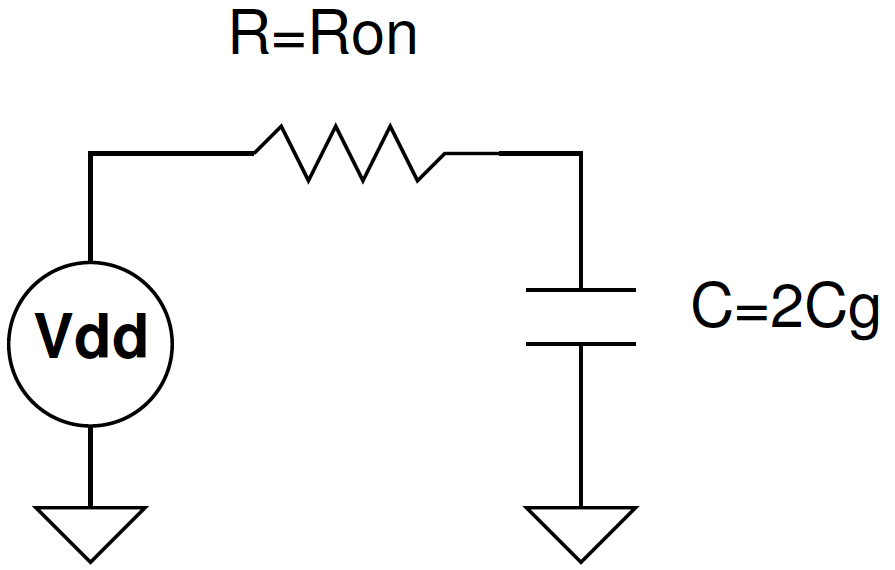 R=Ron
Vdd
C=2Cg